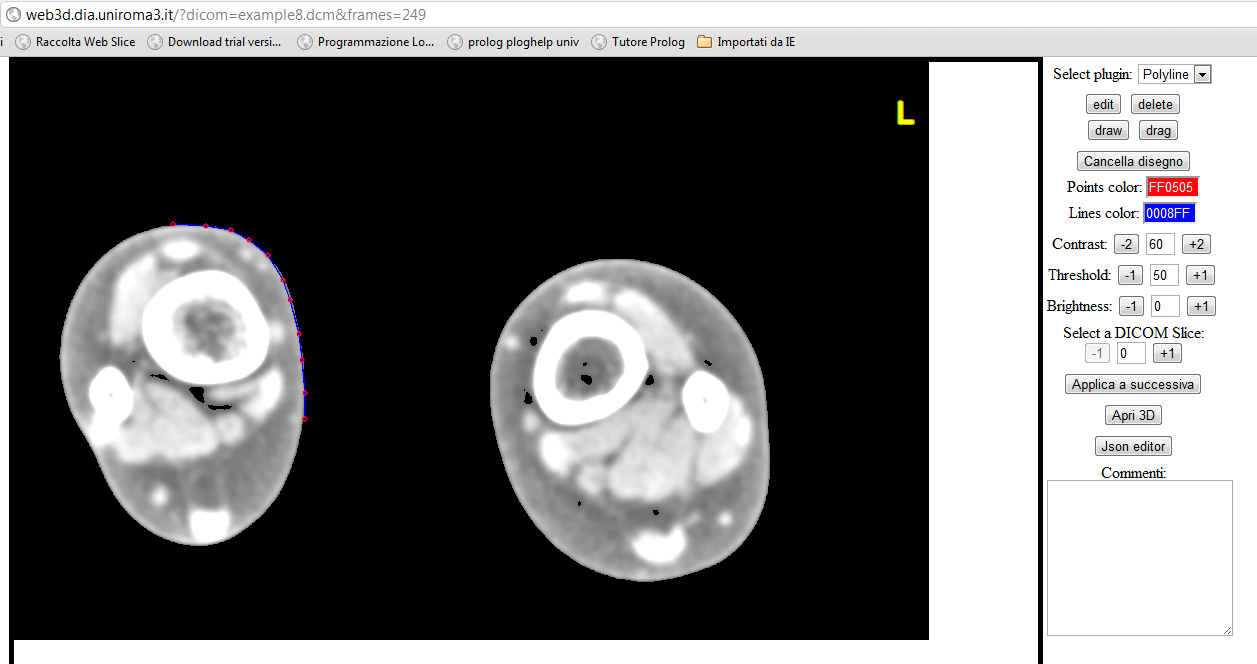 web3d.dia.uniroma3.it/?dicom=example8.dcm&frames=249
i Raccolta Web Slice Download trial versi... Programmazione Lo... prolog ploghelp univ Tutore Prolog Importati da IE
L
Select plugin: Polyline
edit delete
draw drag
Cancella disegno
Points color: FF0505
Lines color: 0008FF
Contrast: -2 60 +2
Threshold: -1 50 +1
Brightness: -1 0 +1
Select a DICOM Slice:
-1 0 +1
Applica a successiva
Apri 3D
Json editor
Commenti: